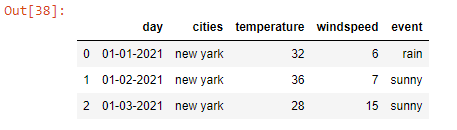 Out[38]:
day cities temperature windspeed event
0 01-01-2021 new yark 32 6 rain
1 01-02-2021 new yark 36 7 sunny
2 01-03-2021 new yark 28 15 sunny